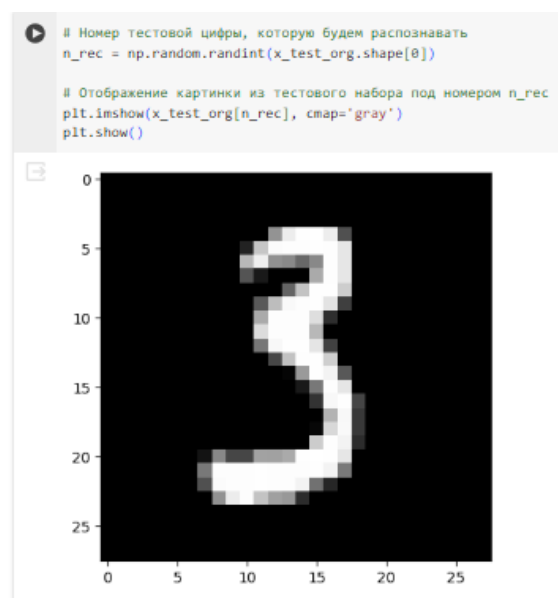 # Номер тестовой цифры, которую будем распознавать
n_rec = np.random.randint(x_test_org.shape[0])
# Отображение картинки из тестового набора под номером n_rec
plt.imshow(x_test_org[n_rec], cmap='gray')
plt.show()
0
5
10
15
20
25
3
0 5 10 15 20 25